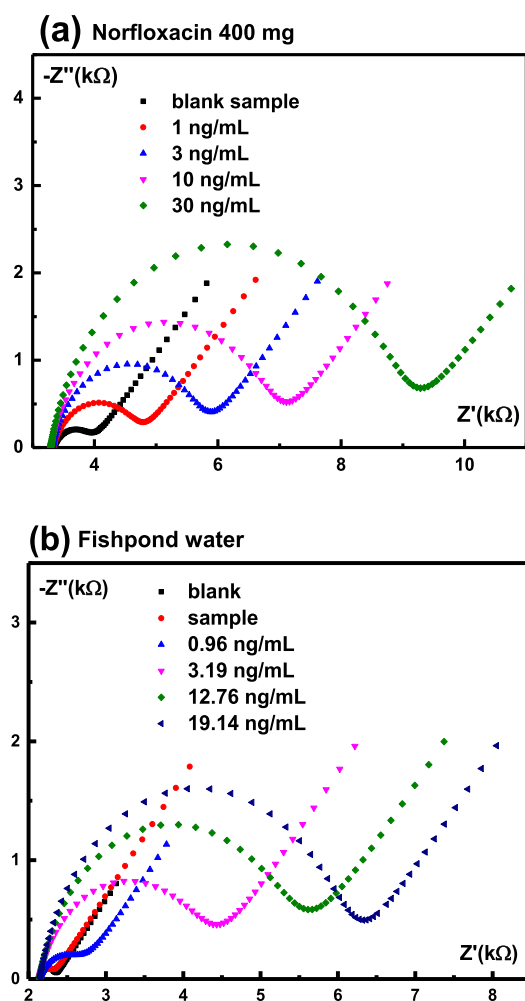 (a) Norfloxacin 400 mg
-Z''(kΩ)
4
blank sample
1 ng/mL
3 ng/mL
3
10 ng/mL
30 ng/mL
2
1
Z'(kΩ)
0
4 6 8 10
(b) Fishpond water
-Z''(kΩ)
blank
sample
3
0.96 ng/mL
3.19 ng/mL
12.76 ng/mL
19.14 ng/mL
2
1
Z'(kΩ)
0
2 3 4 5 6 7 8